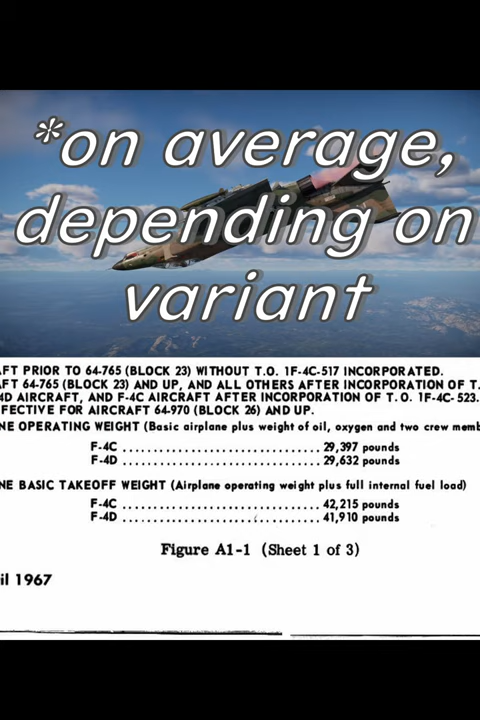 *on average,
depending on
variant
AFT PRIOR TO 64-765 (BLOCK 23) WITHOUT T.O. 1F-4C-517 INCORPORATED.
AFT 64-765 (BLOCK 23) AND UP, AND ALL OTHERS AFTER INCORPORATION OF T.
4D AIRCRAFT, AND F-4C AIRCRAFT AFTER INCORPORATION OF T.O. 1F-4C-523.
FECTIVE FOR AIRCRAFT 64-970 (BLOCK 26) AND UP.
NE OPERATING WEIGHT (Basic airplane plus weight of oil, oxygen and two crew memb
F-4C .............................. 29,397 pounds
F-4D .............................. 29,632 pounds
NE BASIC TAKEOFF WEIGHT (Airplane operating weight plus full internal fuel load)
F-4C .............................. 42,215 pounds
F-4D .............................. 41,910 pounds
Figure A1-1 (Sheet 1 of 3)
il 1967